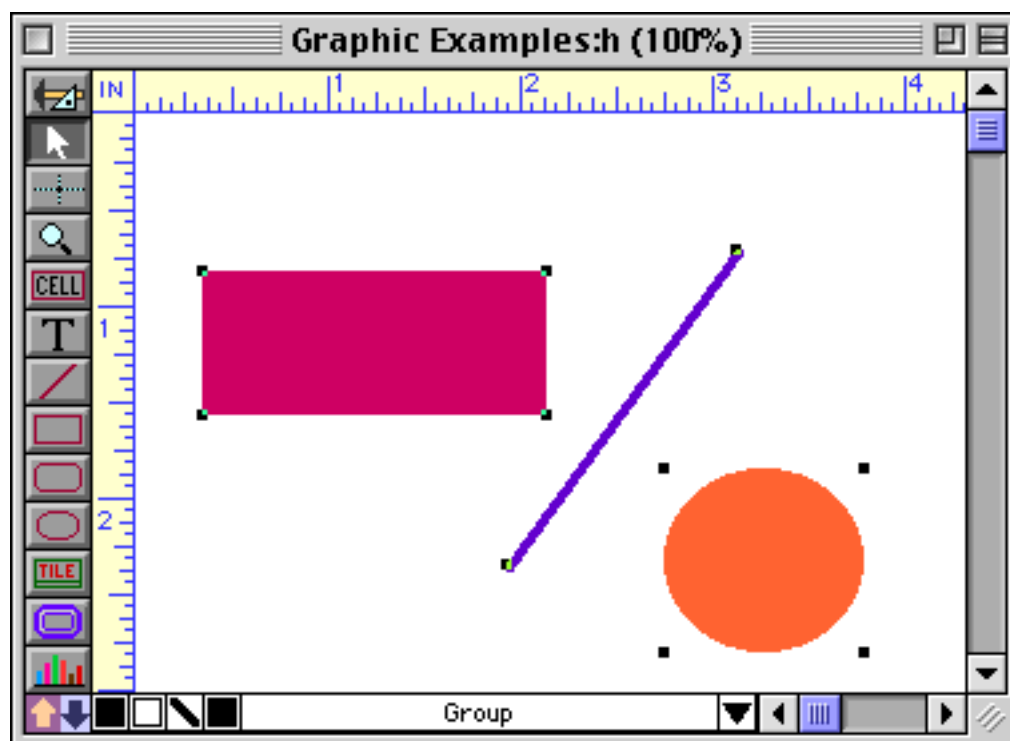 Graphic Examples:h (100%)
IN 1 2 3 4
CELL
T
1
2
TILE
Group